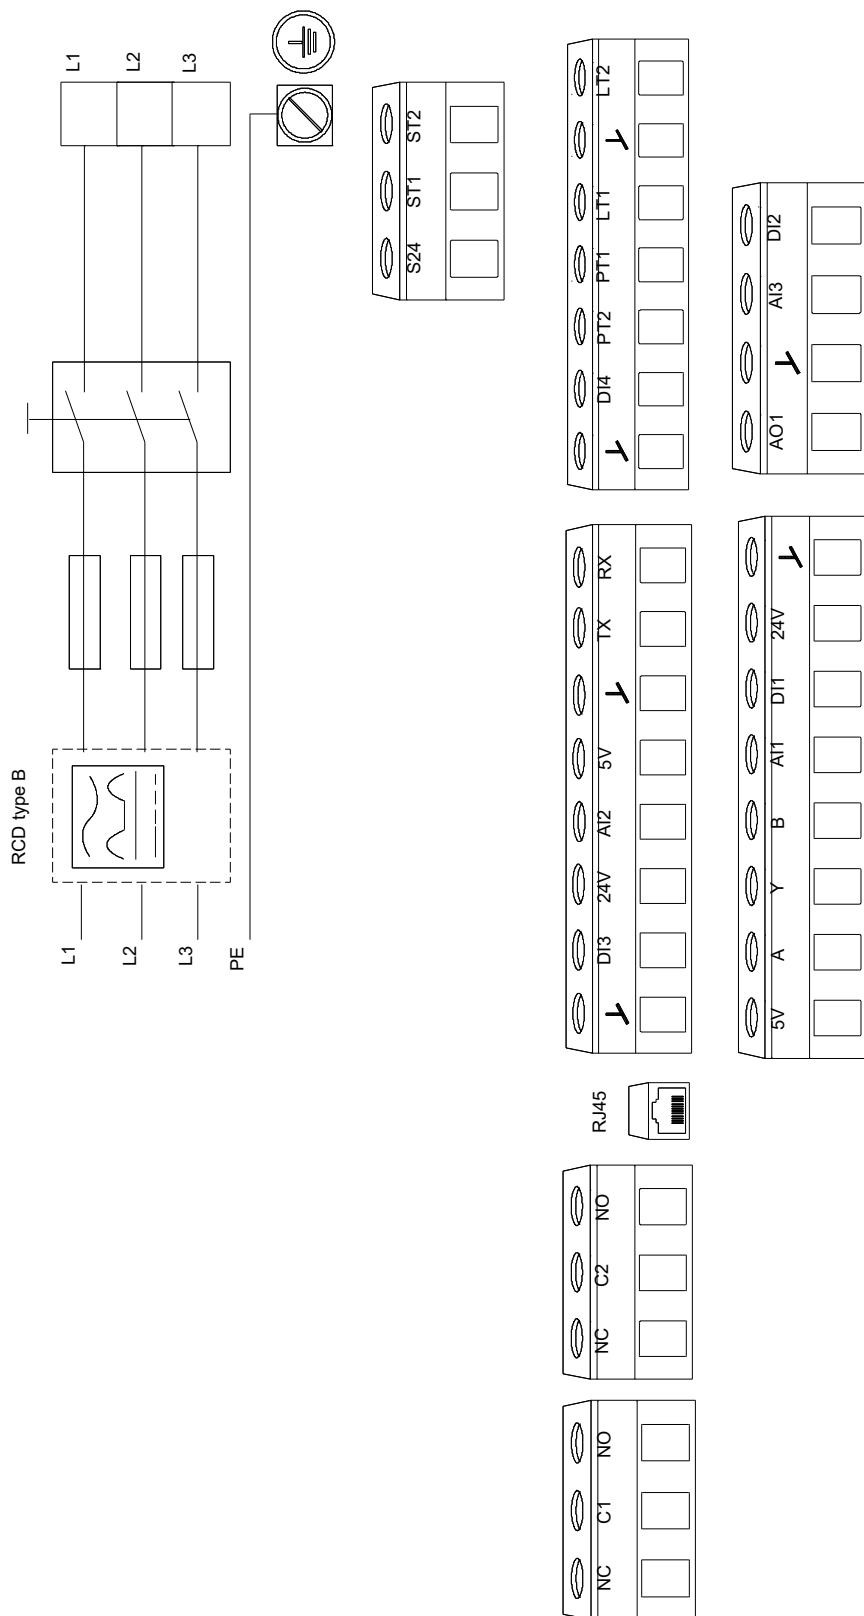 RCD type B
L1
L1
L2
L2
L3
L3
PE
S24
ST1
ST2
NC
C1
NO
NC
C2
NO
RJ45
DI3
24V
AI2
5V
TX
RX
DI4
PT2
PT1
LT1
LT2
5V
A
Y
B
AI1
DI1
24V
AO1
AI3
DI2